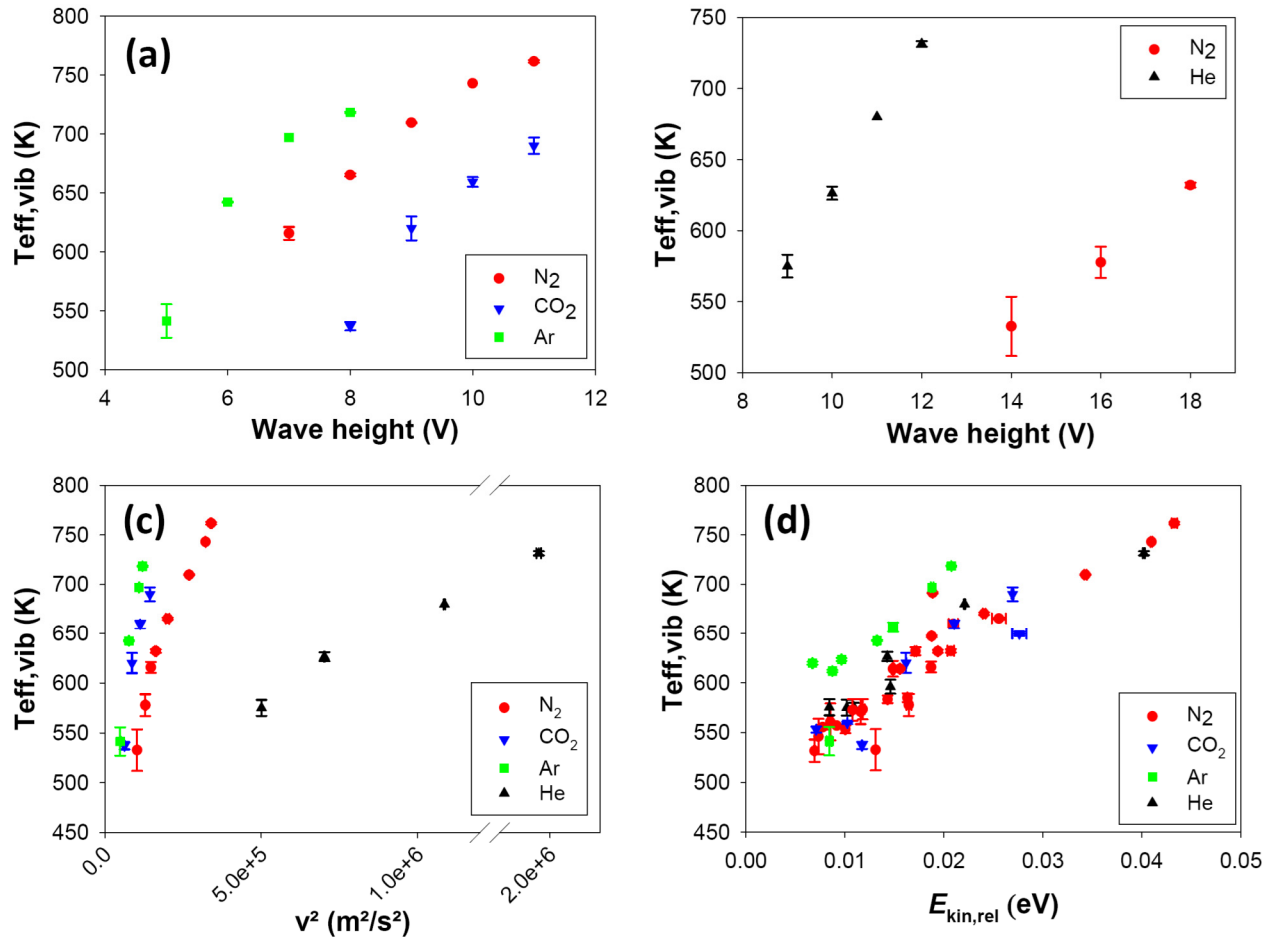 (a)
800
750
700
650
600
550
500
Teff,vib (K)
N2
CO2
Ar
4
6
8
10
12
Wave height (V)
750
700
650
600
550
500
Teff,vib (K)
N2
He
8
10
12
14
16
18
Wave height (V)
(c)
800
750
700
650
600
550
500
450
Teff,vib (K)
N₂
CO₂
Ar
He
0.0
5.0e+5
1.0e+6
2.0e+6
v² (m²/s²)
(d)
800
750
700
650
600
550
500
450
Teff,vib (K)
N2
CO₂
Ar
He
0.00
0.01
0.02
0.03
0.04
0.05
Ekin,rel (eV)